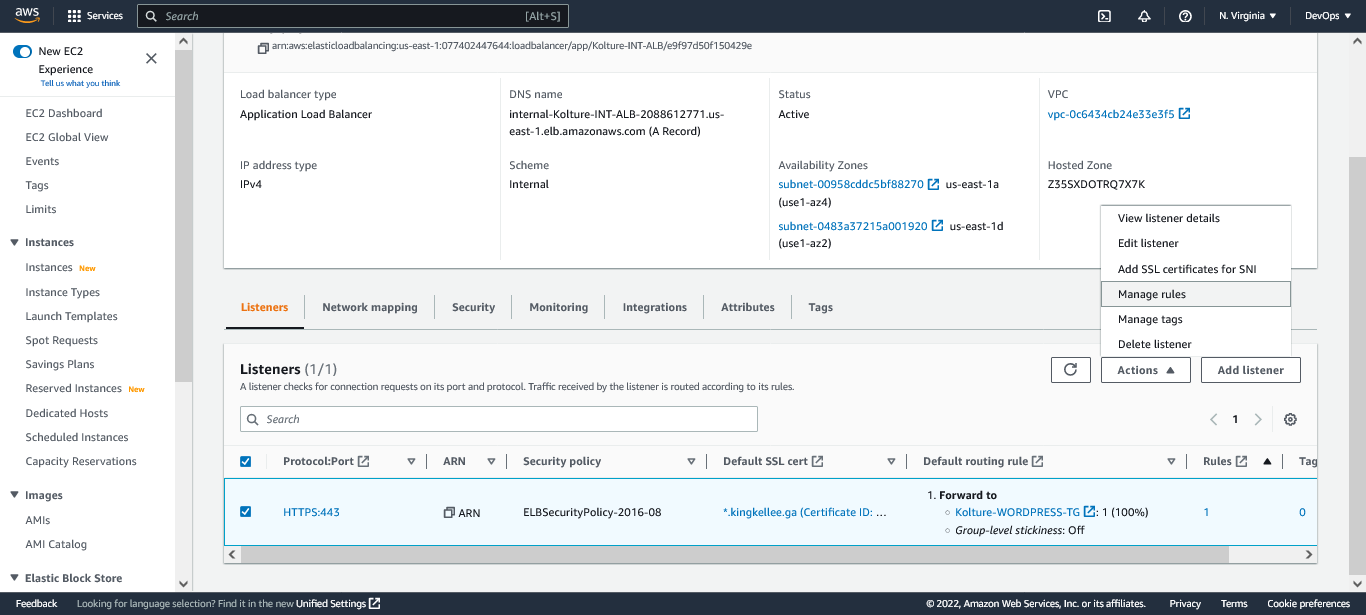 aws Services Search [Alt+S] N. Virginia DevOps
New EC2
Experience
Tell us what you think
EC2 Dashboard
EC2 Global View
Events
Tags
Limits
Instances
Instances New
Instance Types
Launch Templates
Spot Requests
Savings Plans
Reserved Instances New
Dedicated Hosts
Scheduled Instances
Capacity Reservations
Images
AMIs
AMI Catalog
Elastic Block Store
arn:aws:elasticloadbalancing:us-east-1:077402447644:loadbalancer/app/Kolture-INT-ALB/e9f97d50f150429e
Load balancer type
Application Load Balancer
DNS name
internal-Kolture-INT-ALB-2088612771.us-
east-1.elb.amazonaws.com (A Record)
Status
Active
VPC
vpc-0c6434cb24e33e3f5
IP address type
IPv4
Scheme
Internal
Availability Zones
subnet-00958cddc5bf88270 us-east-1a
(use1-az4)
subnet-0483a37215a001920 us-east-1d
(use1-az2)
Hosted Zone
Z35SXDOTRQ7X7K
View listener details
Edit listener
Add SSL certificates for SNI
Manage rules
Manage tags
Delete listener
Listeners Network mapping Security Monitoring Integrations Attributes Tags
Listeners (1/1)
A listener checks for connection requests on its port and protocol. Traffic received by the listener is routed according to its rules.
Actions Add listener
Search
1
Protocol:Port ARN Security policy Default SSL cert Default routing rule Rules Tag
HTTPS:443 ARN ELBSecurityPolicy-2016-08 *.kingkellee.ga (Certificate ID: ...
1. Forward to
Kolture-WORDPRESS-TG : 1 (100%)
Group-level stickiness: Off
1 0
Feedback Looking for language selection? Find it in the new Unified Settings © 2022, Amazon Web Services, Inc. or its affiliates. Privacy Terms Cookie preferences